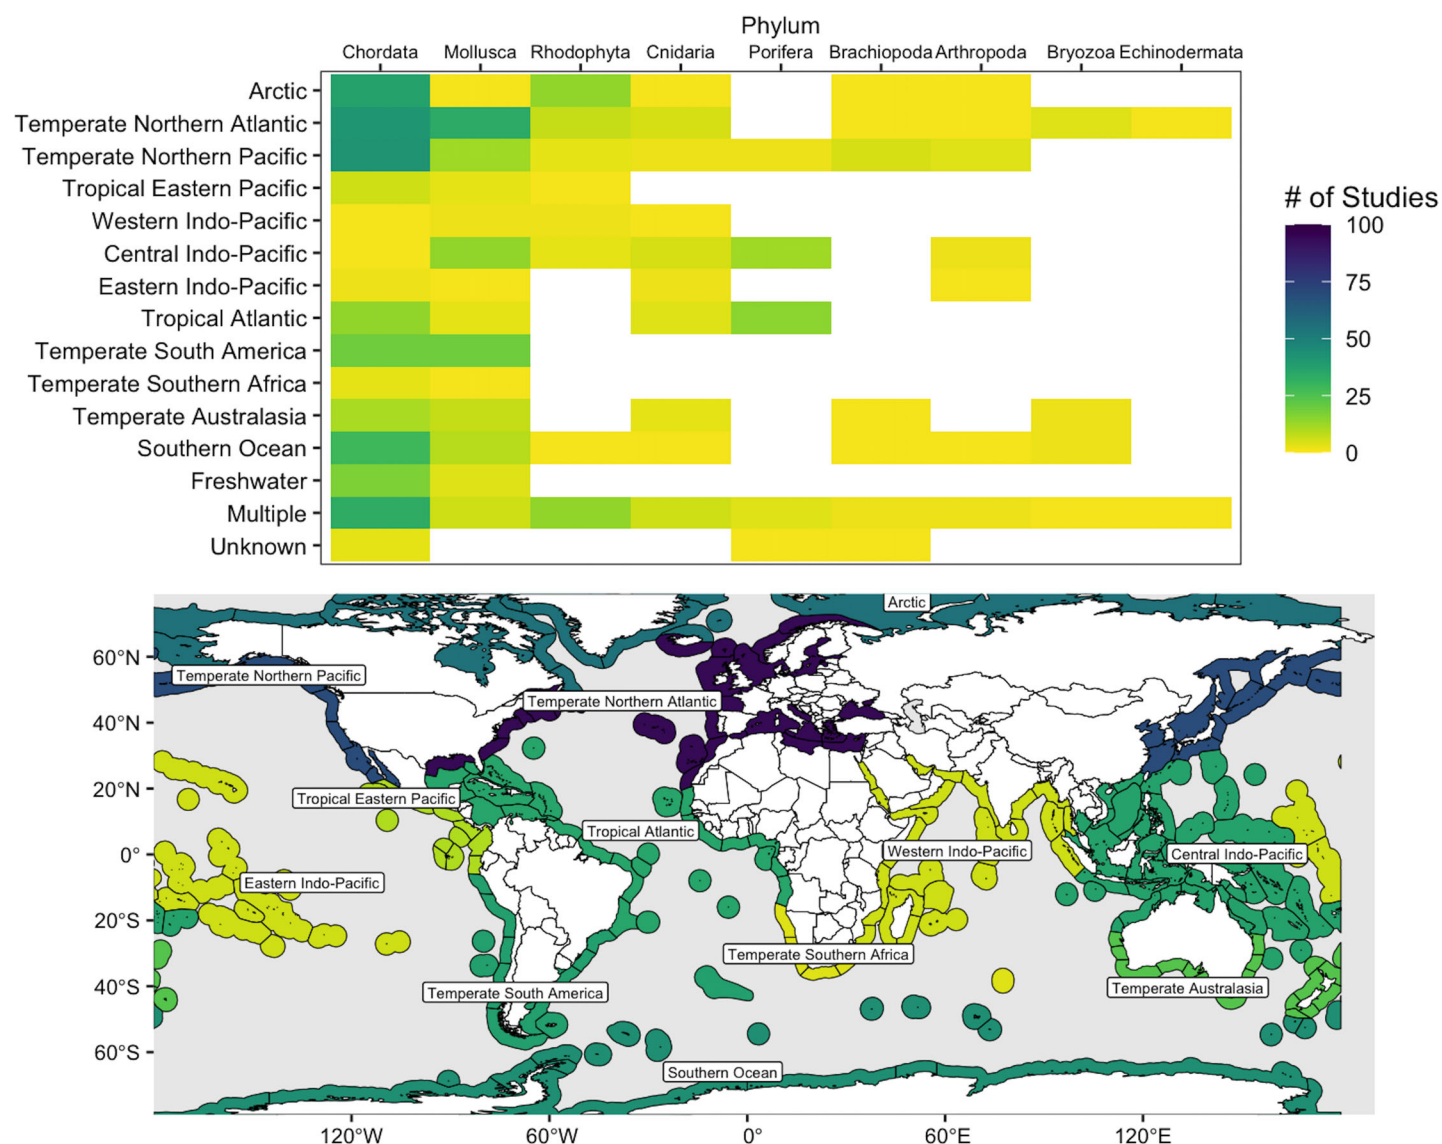 Phylum
Chordata Mollusca Rhodophyta Cnidaria Porifera Brachiopoda Arthropoda Bryozoa Echinodermata
Arctic
Temperate Northern Atlantic
Temperate Northern Pacific
Tropical Eastern Pacific
Western Indo-Pacific
Central Indo-Pacific
Eastern Indo-Pacific
Tropical Atlantic
Temperate South America
Temperate Southern Africa
Temperate Australasia
Southern Ocean
Freshwater
Multiple
Unknown
# of Studies
100
75
50
25
0
Arctic
60°N
Temperate Northern Pacific
Temperate Northern Atlantic
40°N
20°N
Tropical Eastern Pacific
Tropical Atlantic
0°
Western Indo-Pacific
Central Indo-Pacific
Eastern Indo-Pacific
20°S
Temperate Southern Africa
40°S
Temperate South America
Temperate Australasia
60°S
Southern Ocean
120°W 60°W 0° 60°E 120°E